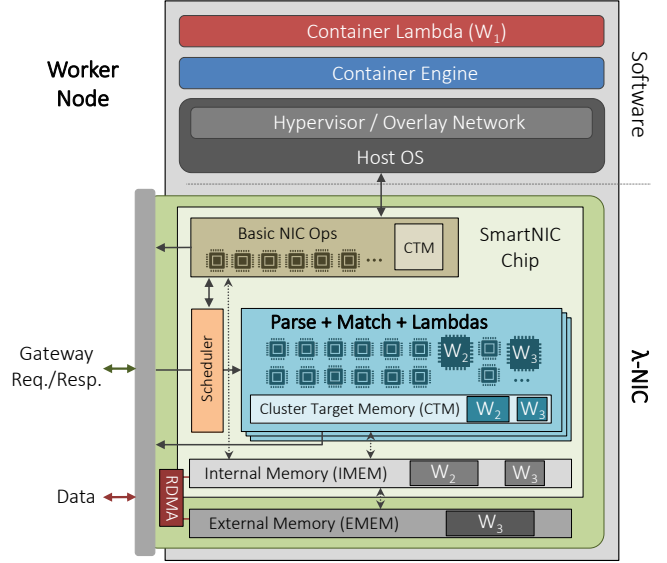 Container Lambda (W1)
Worker
Node
Container Engine
Software
Hypervisor / Overlay Network
Host OS
Basic NIC Ops
CTM
...
SmartNIC
Chip
Parse + Match + Lambdas
Scheduler
W2
W3
...
Gateway
Req./Resp.
λ-NIC
Cluster Target Memory (CTM)
W2
W3
Internal Memory (IMEM)
W2
W3
RDMA
Data
External Memory (EMEM)
W3